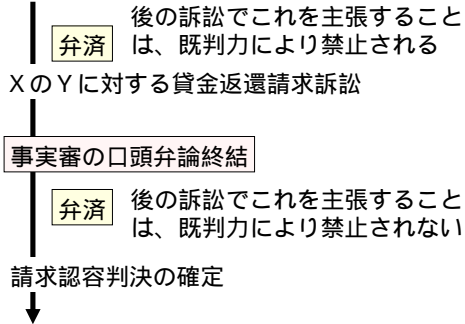 後の訴訟でこれを主張すること
弁済
は、既判力により禁止される
XのYに対する貸金返還請求訴訟
事実審の口頭弁論終結
後の訴訟でこれを主張すること
弁済
は、既判力により禁止されない
請求認容判決の確定